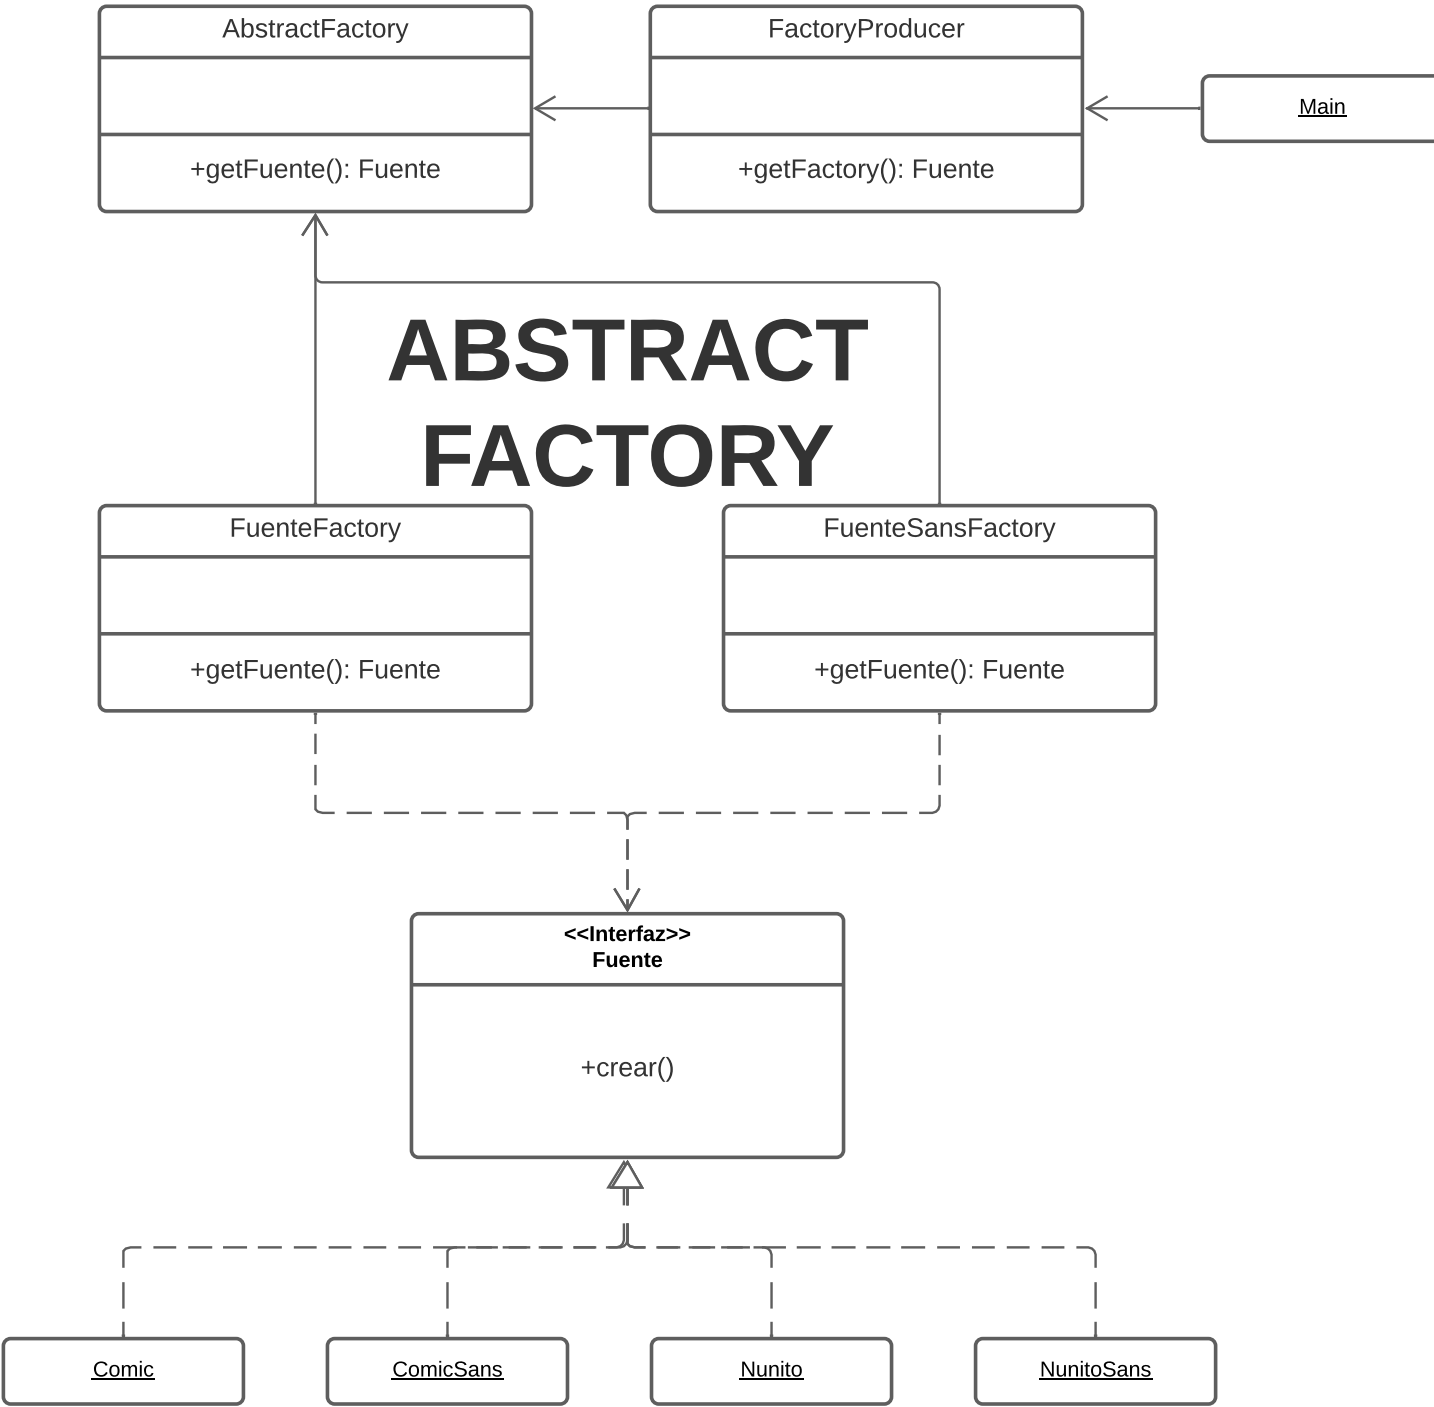 AbstractFactory
+getFuente(): Fuente
FactoryProducer
+getFactory(): Fuente
Main
ABSTRACT
FACTORY
FuenteFactory
+getFuente(): Fuente
FuenteSansFactory
+getFuente(): Fuente
<<Interfaz>>
Fuente
+crear()
Comic
ComicSans
Nunito
NunitoSans